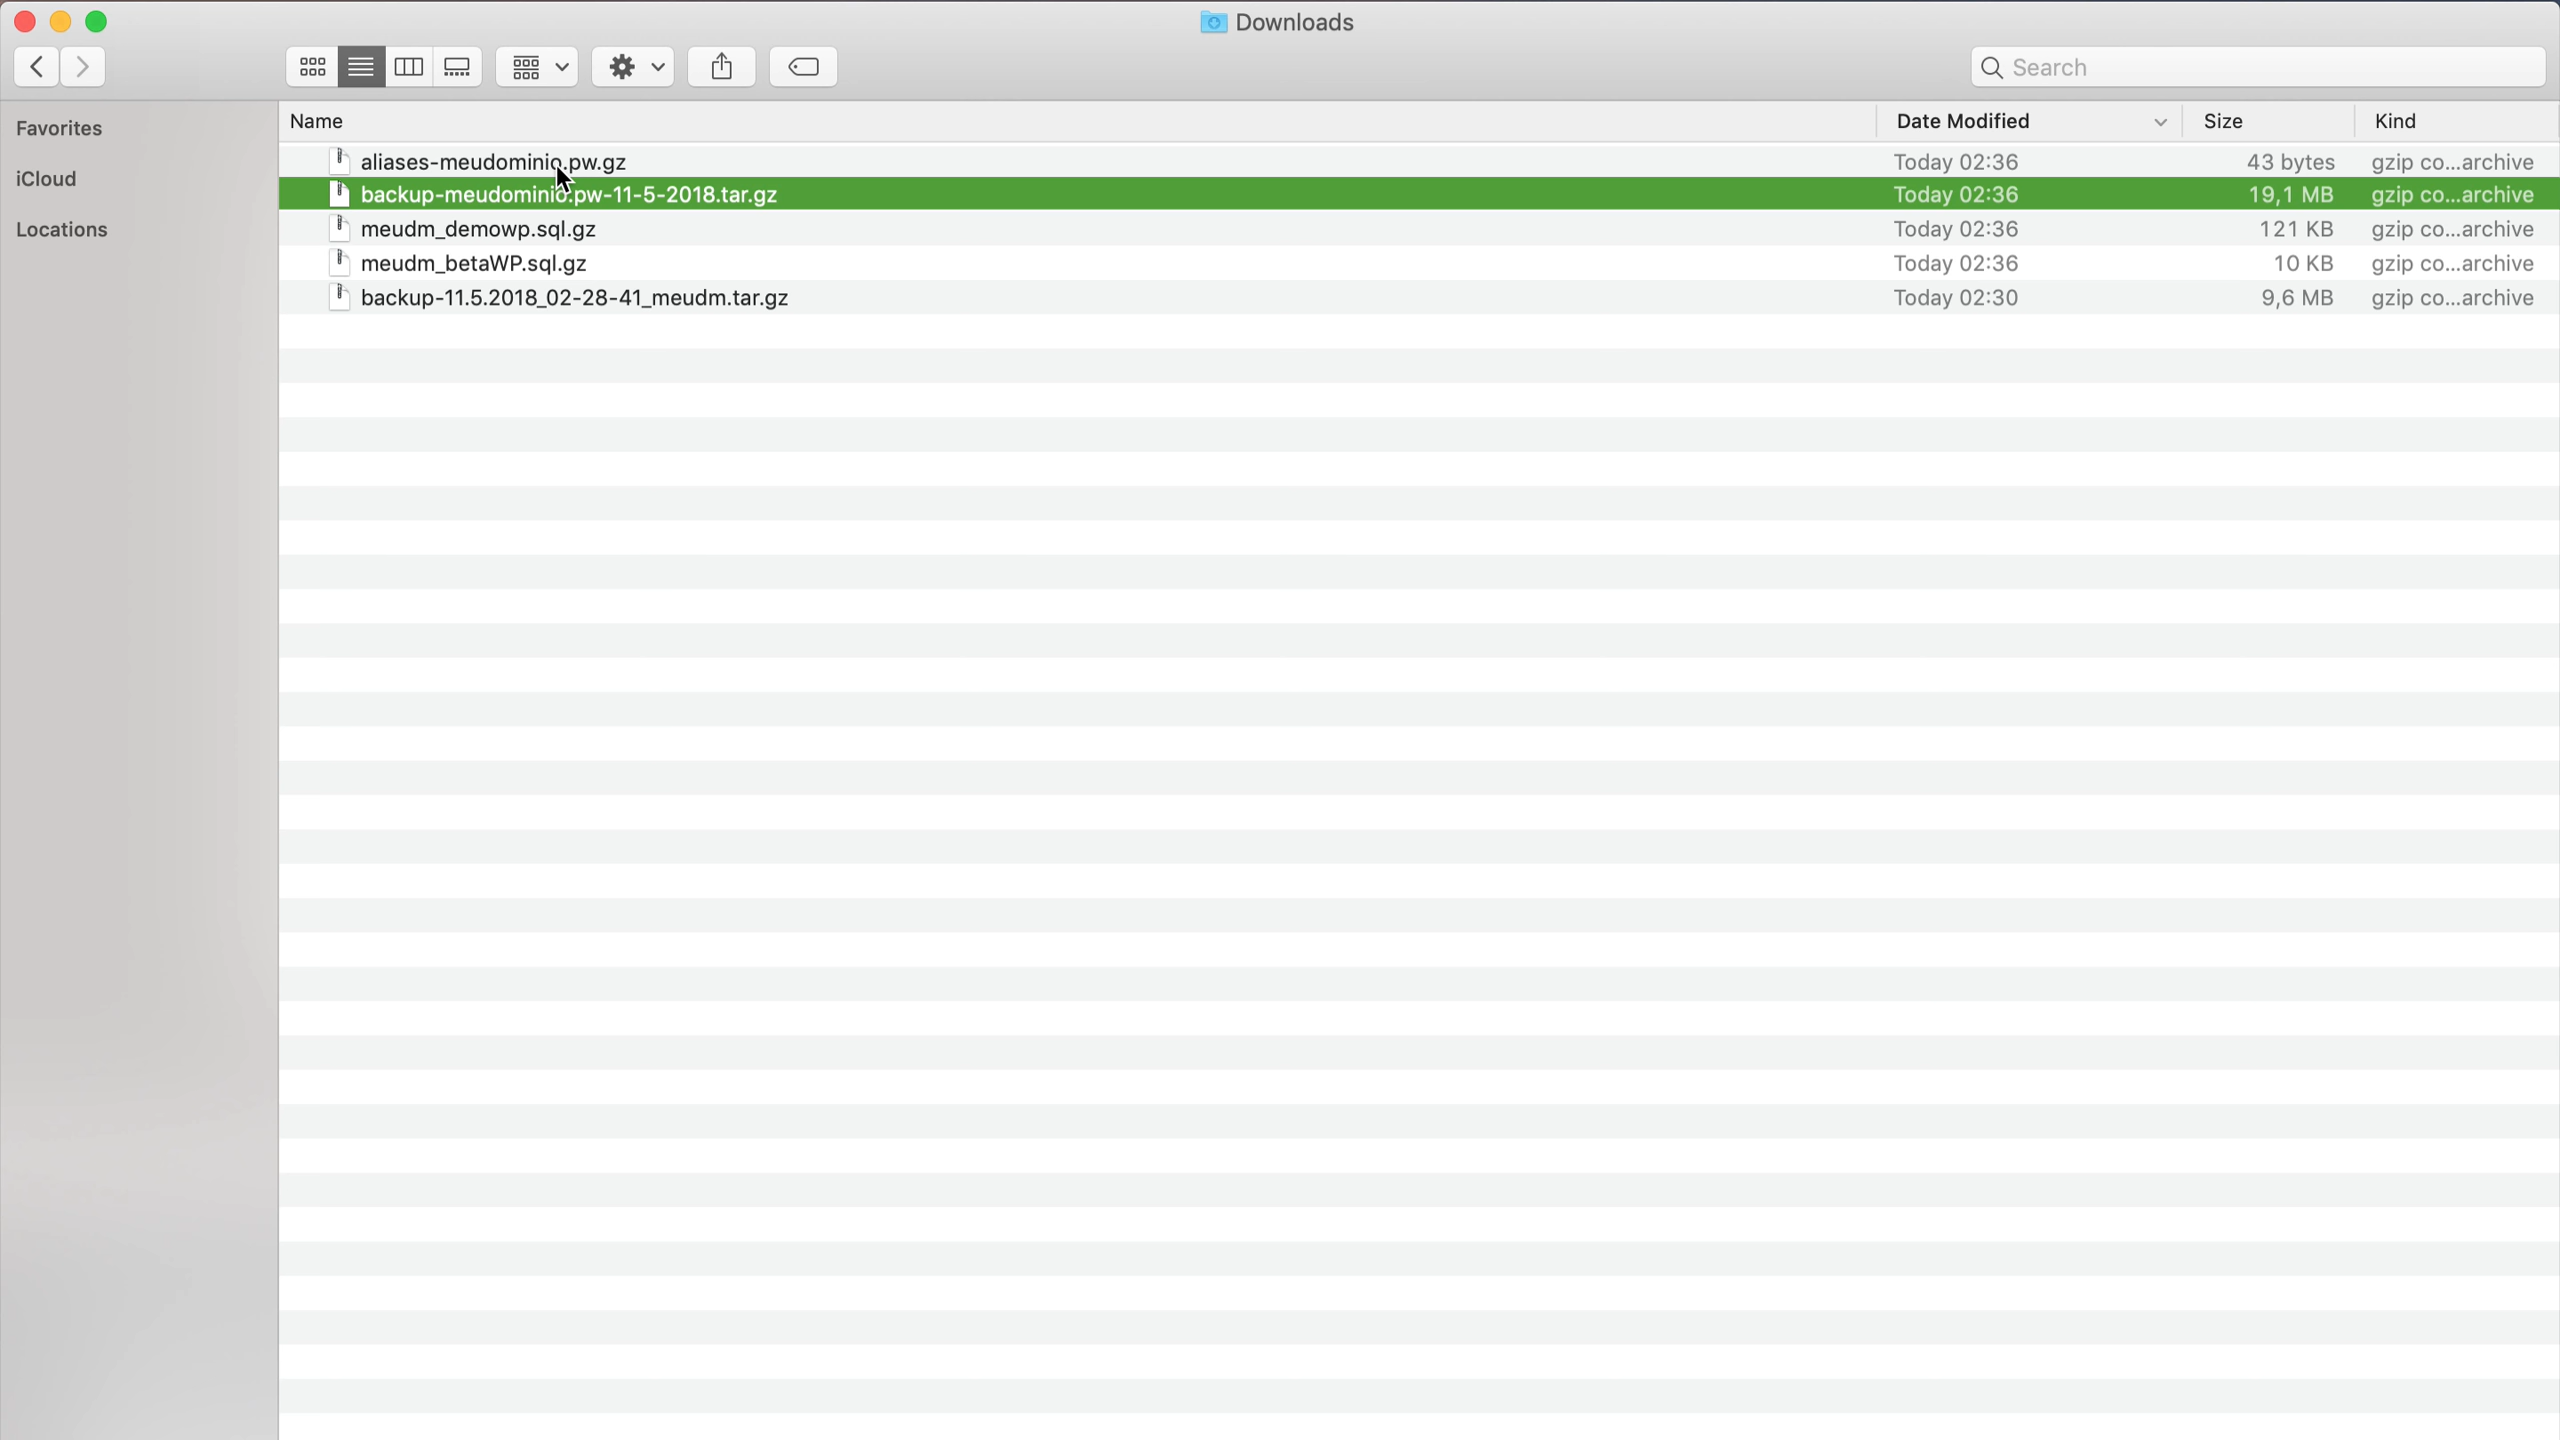 Downloads
Search
Favorites
iCloud
Locations
Name Date Modified Size Kind
aliases-meudominio.pw.gz Today 02:36 43 bytes gzip co...archive
backup-meudominio.pw-11-5-2018.tar.gz Today 02:36 19,1 MB gzip co...archive
meudm_demowp.sql.gz Today 02:36 121 KB gzip co...archive
meudm_betaWP.sql.gz Today 02:36 10 KB gzip co...archive
backup-11.5.2018_02-28-41_meudm.tar.gz Today 02:30 9,6 MB gzip co...archive